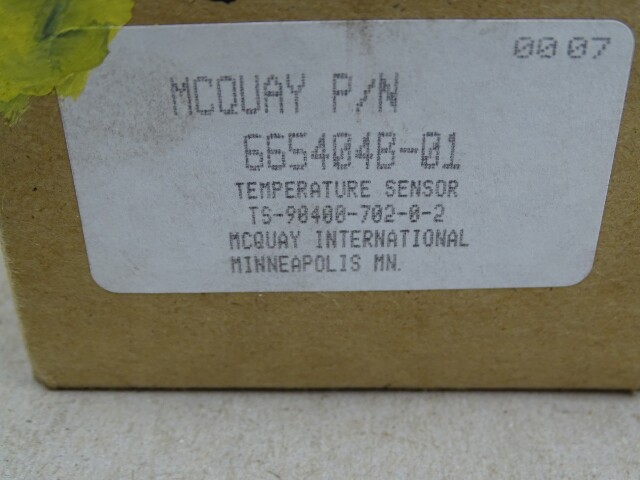 00 07
MCQUAY P/N
665404B-01
TEMPERATURE SENSOR
TS-90400-702-0-2
MCQUAY INTERNATIONAL
MINNEAPOLIS MN.